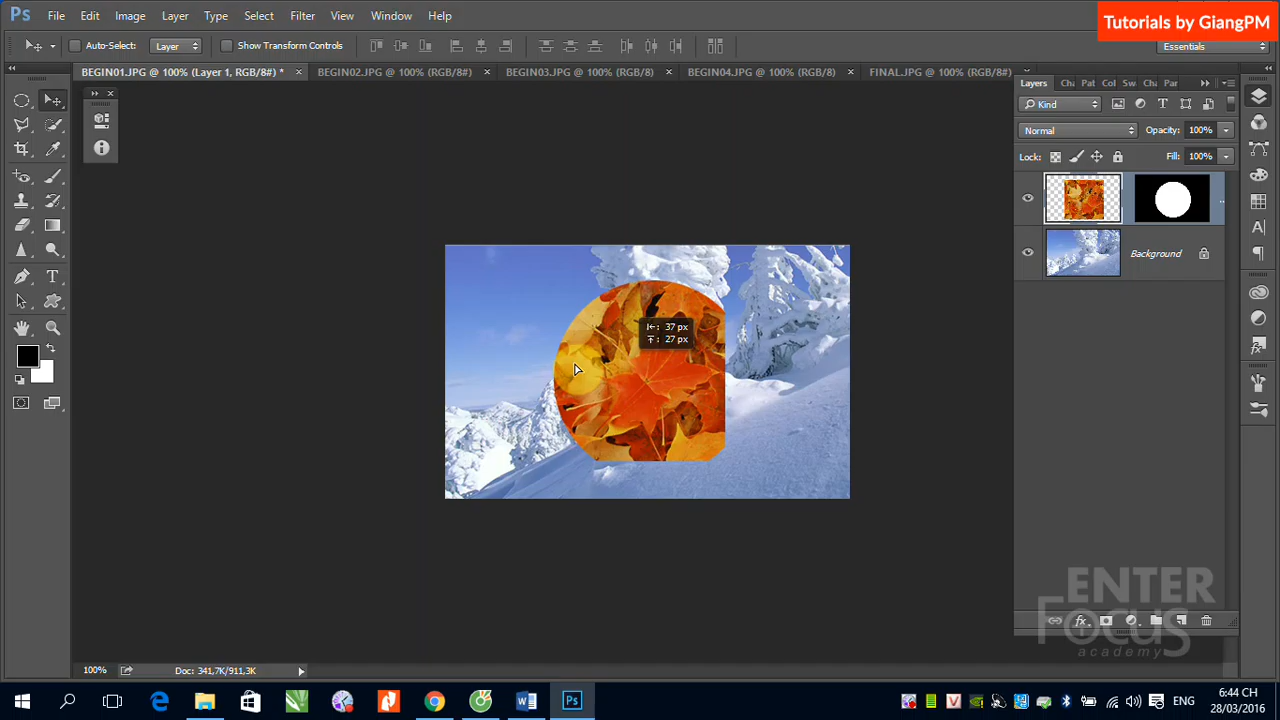 Ps File Edit Image Layer Type Select Filter View Window Help
Tutorials by GiangPM
Auto-Select: Layer Show Transform Controls
Essentials
BEGIN01.JPG @ 100% (Layer 1, RGB/8#) * × BEGIN02.JPG @ 100% (RGB/8#) × BEGIN03.JPG @ 100% (RGB/8) × BEGIN04.JPG @ 100% (RGB/8) × FINAL.JPG @ 100% (RGB/8#)
Layers Cha Pat Col Sw Cha Par
Kind
Normal Opacity: 100%
Lock: Fill: 100%
37 px
27 px
Background
ENTER
FOCUS
academy
100% Doc: 341,7K/911,3K
ENG
6:44 CH
28/03/2016